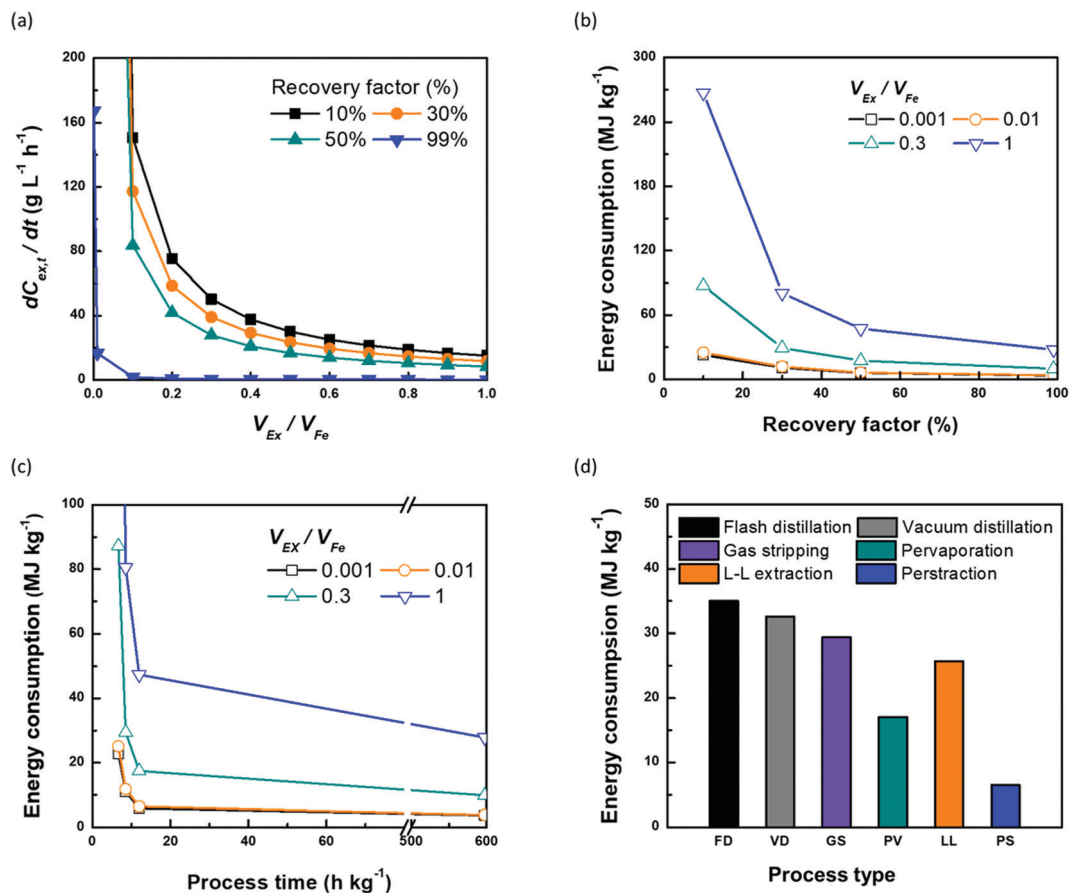 (a)
200
160
120
80
40
0
dC_ex,t / dt (g L⁻¹ h⁻¹)
Recovery factor (%)
10% 30%
50% 99%
0.0 0.2 0.4 0.6 0.8 1.0
V_Ex / V_Fe
(b)
300
240
180
120
60
0
Energy consumption (MJ kg⁻¹)
V_Ex / V_Fe
0.001 0.01
0.3 1
0 20 40 60 80 100
Recovery factor (%)
(c)
100
80
60
40
20
0
Energy consumption (MJ kg⁻¹)
V_EX / V_Fe
0.001 0.01
0.3 1
0 20 40 60 500 600
Process time (h kg⁻¹)
(d)
50
40
30
20
10
0
Energy compumpsion (MJ kg⁻¹)
Flash distillation Vacuum distillation
Gas stripping Pervaporation
L-L extraction Perstraction
FD VD GS PV LL PS
Process type